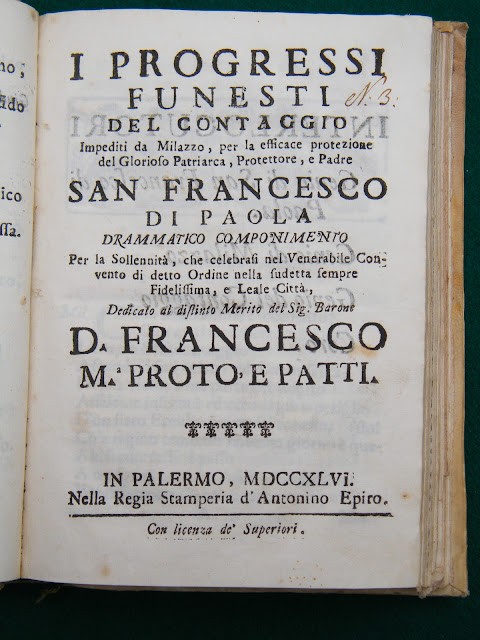 I PROGRESSI
FUNESTI
N. 3:
DEL CONTAGGIO
Impediti da Milazzo, per la efficace protezione
del Glorioso Patriarca, Protettore, e Padre
SAN FRANCESCO
DI PAOLA
DRAMMATICO COMPONIMENTO
Per la Sollennità, che celebrasi nel Venerabile Con-
vento di detto Ordine nella sudetta sempre
Fidelissima, e Leale Città,
Dedicato al distinto Merito del Sig. Barone
D. FRANCESCO
M.ª PROTO, E PATTI.
IN PALERMO, MDCCXLVI.
Nella Regia Stamperia d' Antonino Epiro.
Con licenza de' Superiori.